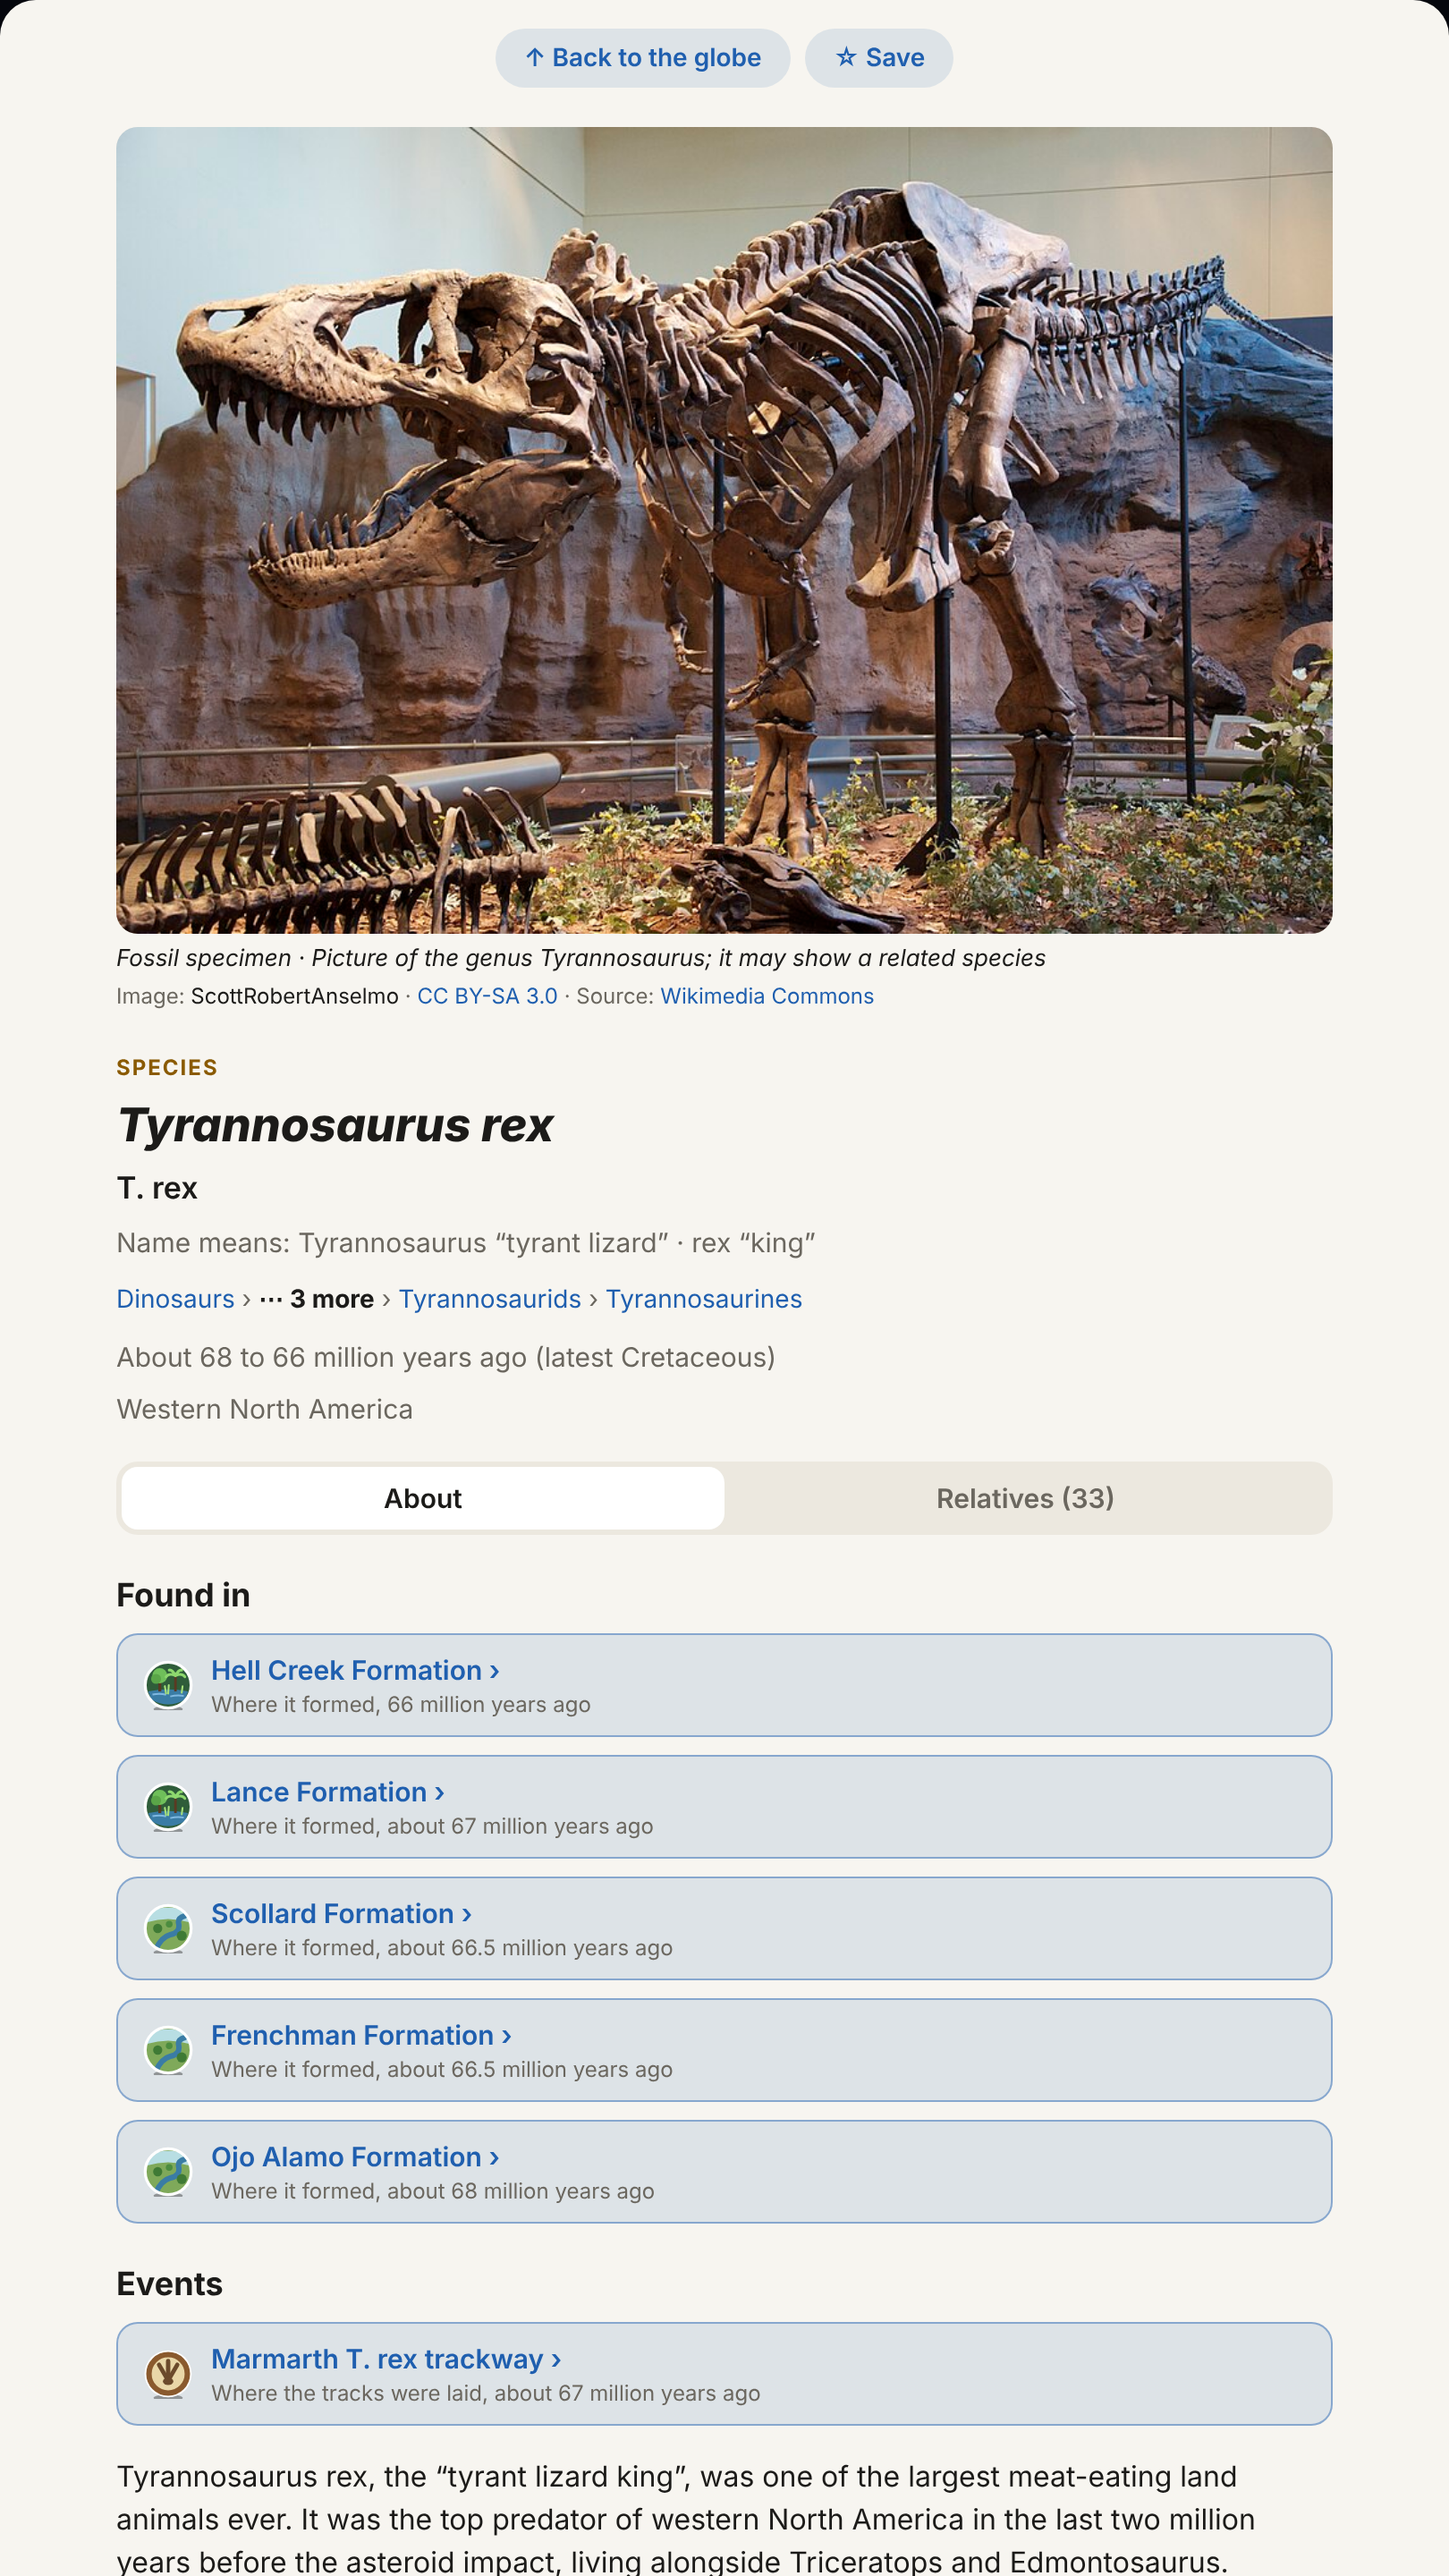 ↑ Back to the globe
☆ Save
Fossil specimen · Picture of the genus Tyrannosaurus; it may show a related species
Image: ScottRobertAnselmo · CC BY-SA 3.0 · Source: Wikimedia Commons
SPECIES
Tyrannosaurus rex
T. rex
Name means: Tyrannosaurus “tyrant lizard” · rex “king”
Dinosaurs › ··· 3 more › Tyrannosaurids › Tyrannosaurines
About 68 to 66 million years ago (latest Cretaceous)
Western North America
About
Relatives (33)
Found in
Hell Creek Formation ›
Where it formed, 66 million years ago
Lance Formation ›
Where it formed, about 67 million years ago
Scollard Formation ›
Where it formed, about 66.5 million years ago
Frenchman Formation ›
Where it formed, about 66.5 million years ago
Ojo Alamo Formation ›
Where it formed, about 68 million years ago
Events
Marmarth T. rex trackway ›
Where the tracks were laid, about 67 million years ago
Tyrannosaurus rex, the “tyrant lizard king”, was one of the largest meat-eating land
animals ever. It was the top predator of western North America in the last two million
years before the asteroid impact, living alongside Triceratops and Edmontosaurus.